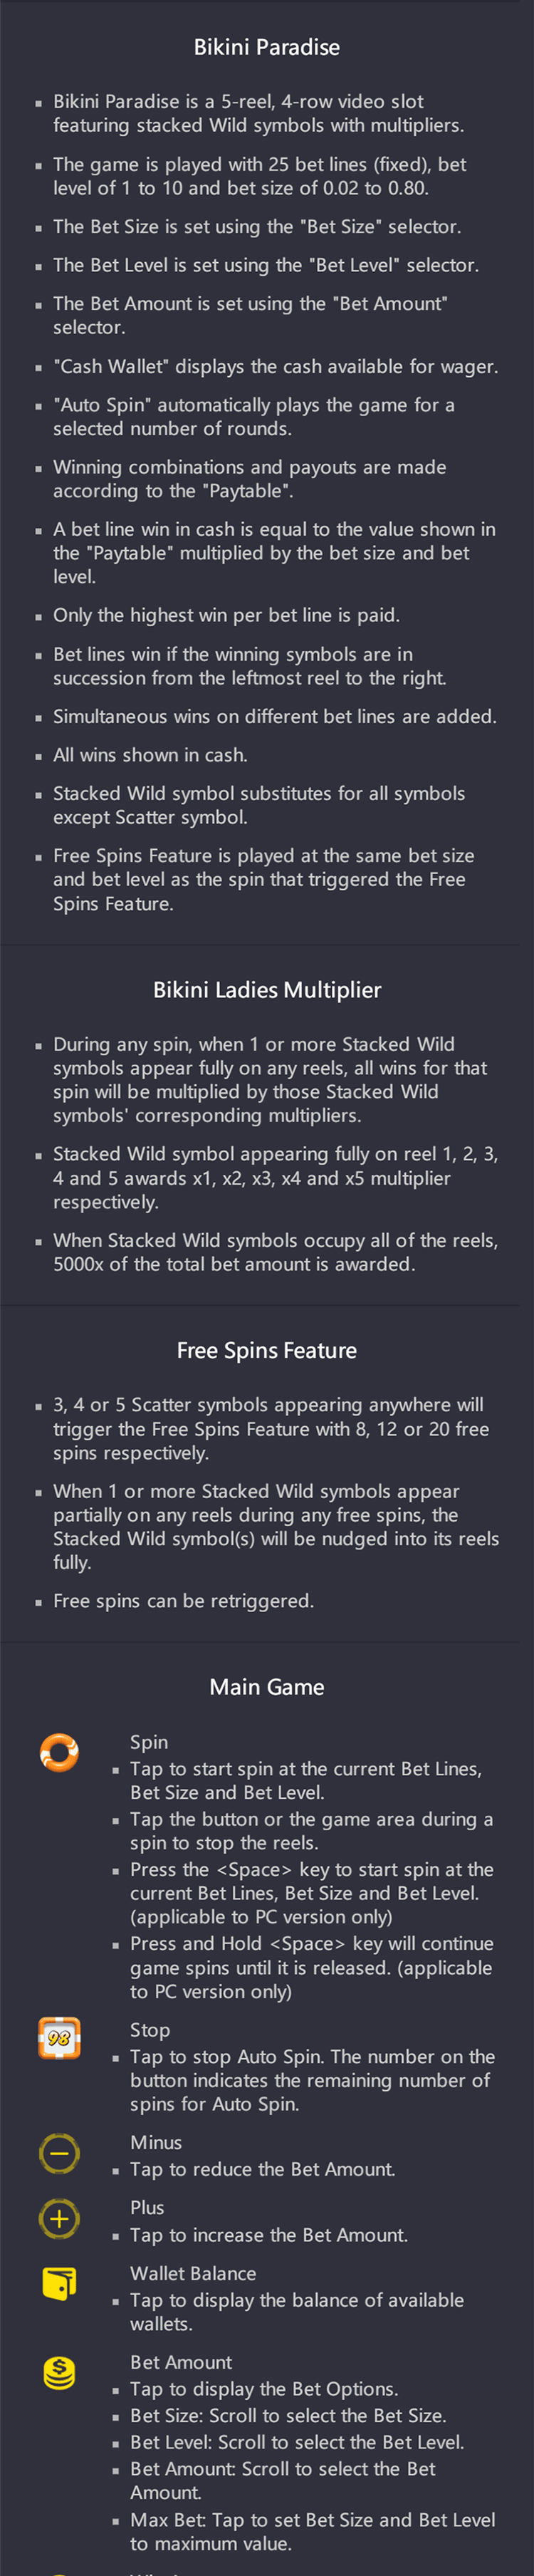 Bikini Paradise
▪ Bikini Paradise is a 5-reel, 4-row video slot
featuring stacked Wild symbols with multipliers.
▪ The game is played with 25 bet lines (fixed), bet
level of 1 to 10 and bet size of 0.02 to 0.80.
▪ The Bet Size is set using the "Bet Size" selector.
▪ The Bet Level is set using the "Bet Level" selector.
▪ The Bet Amount is set using the "Bet Amount"
selector.
▪ "Cash Wallet" displays the cash available for wager.
▪ "Auto Spin" automatically plays the game for a
selected number of rounds.
▪ Winning combinations and payouts are made
according to the "Paytable".
▪ A bet line win in cash is equal to the value shown in
the "Paytable" multiplied by the bet size and bet
level.
▪ Only the highest win per bet line is paid.
▪ Bet lines win if the winning symbols are in
succession from the leftmost reel to the right.
▪ Simultaneous wins on different bet lines are added.
▪ All wins shown in cash.
▪ Stacked Wild symbol substitutes for all symbols
except Scatter symbol.
▪ Free Spins Feature is played at the same bet size
and bet level as the spin that triggered the Free
Spins Feature.
Bikini Ladies Multiplier
▪ During any spin, when 1 or more Stacked Wild
symbols appear fully on any reels, all wins for that
spin will be multiplied by those Stacked Wild
symbols' corresponding multipliers.
▪ Stacked Wild symbol appearing fully on reel 1, 2, 3,
4 and 5 awards x1, x2, x3, x4 and x5 multiplier
respectively.
▪ When Stacked Wild symbols occupy all of the reels,
5000x of the total bet amount is awarded.
Free Spins Feature
▪ 3, 4 or 5 Scatter symbols appearing anywhere will
trigger the Free Spins Feature with 8, 12 or 20 free
spins respectively.
▪ When 1 or more Stacked Wild symbols appear
partially on any reels during any free spins, the
Stacked Wild symbol(s) will be nudged into its reels
fully.
▪ Free spins can be retriggered.
Main Game
Spin
▪ Tap to start spin at the current Bet Lines,
Bet Size and Bet Level.
▪ Tap the button or the game area during a
spin to stop the reels.
▪ Press the <Space> key to start spin at the
current Bet Lines, Bet Size and Bet Level.
(applicable to PC version only)
▪ Press and Hold <Space> key will continue
game spins until it is released. (applicable
to PC version only)
98
Stop
▪ Tap to stop Auto Spin. The number on the
button indicates the remaining number of
spins for Auto Spin.
Minus
▪ Tap to reduce the Bet Amount.
Plus
▪ Tap to increase the Bet Amount.
Wallet Balance
▪ Tap to display the balance of available
wallets.
$
Bet Amount
▪ Tap to display the Bet Options.
▪ Bet Size: Scroll to select the Bet Size.
▪ Bet Level: Scroll to select the Bet Level.
▪ Bet Amount: Scroll to select the Bet
Amount.
▪ Max Bet: Tap to set Bet Size and Bet Level
to maximum value.